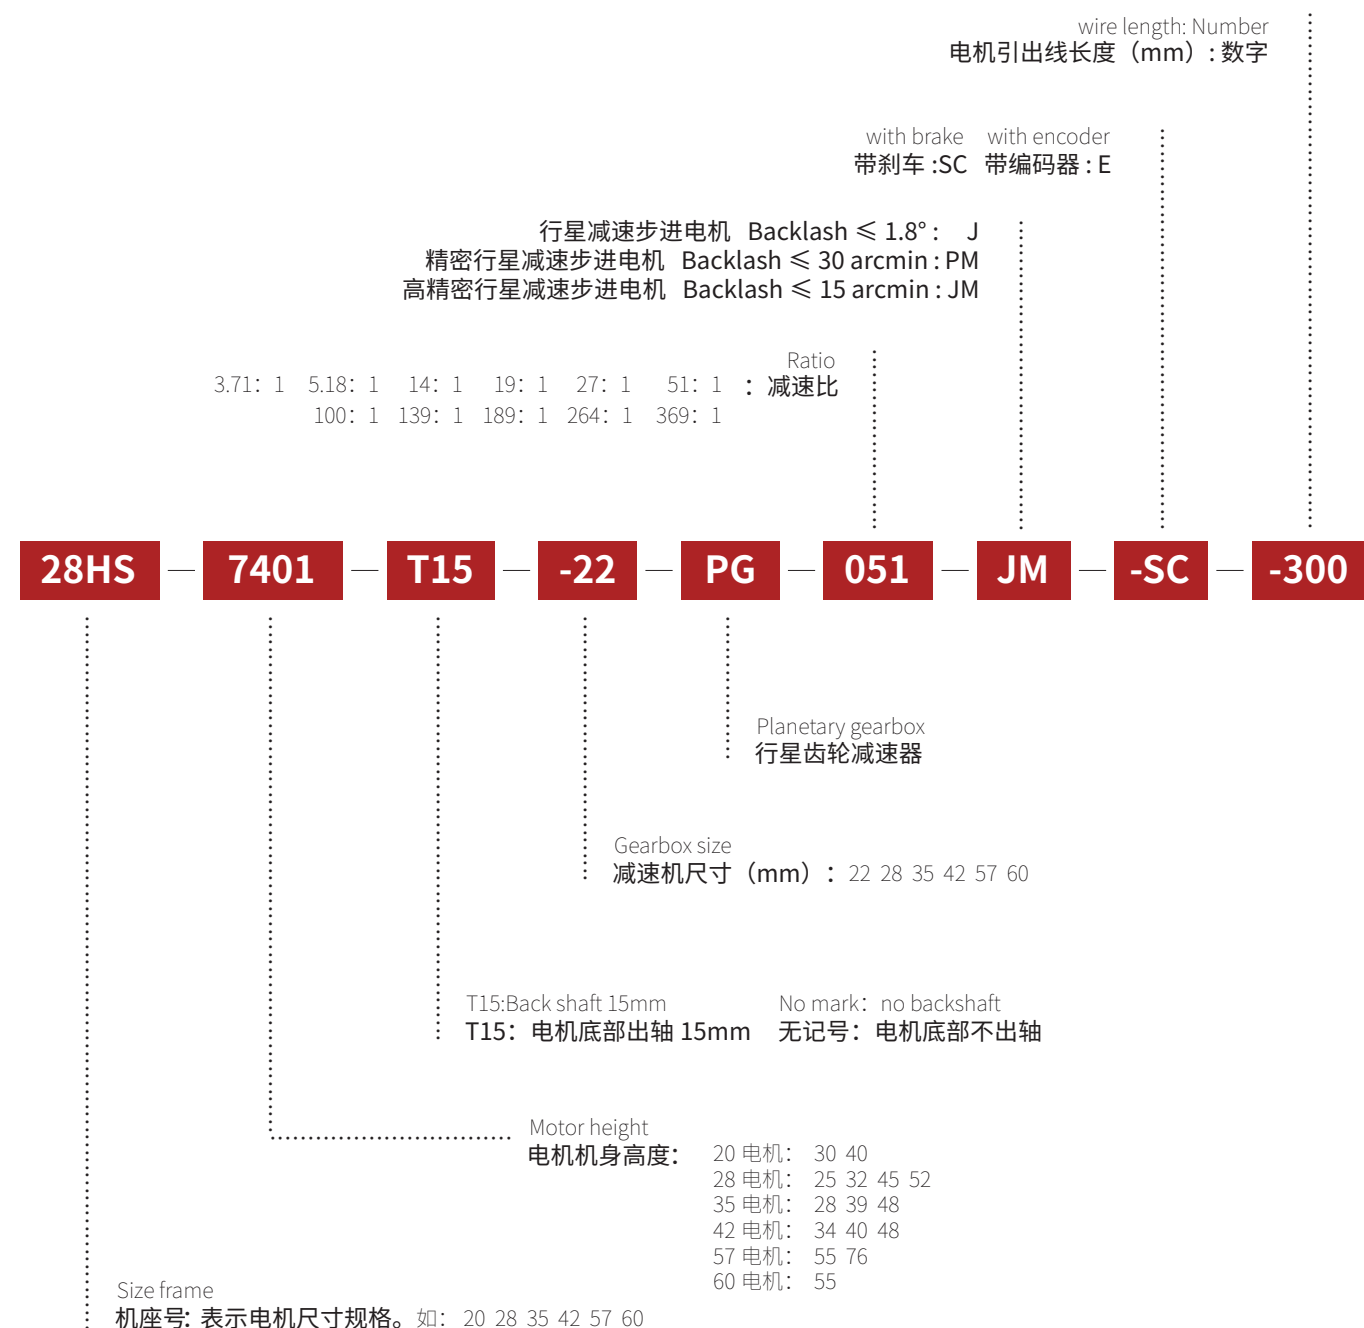 wire length: Number
电机引出线长度（mm）: 数字
with brake with encoder
带刹车 :SC 带编码器 : E
行星减速步进电机 Backlash ≤ 1.8° : J
精密行星减速步进电机 Backlash ≤ 30 arcmin : PM
高精密行星减速步进电机 Backlash ≤ 15 arcmin : JM
Ratio
3.71：1 5.18：1 14：1 19：1 27：1 51：1 ：减速比
100：1 139：1 189：1 264：1 369：1
28HS — 7401 — T15 — -22 — PG — 051 — JM — -SC — -300
Planetary gearbox
行星齿轮减速器
Gearbox size
减速机尺寸（mm）：22 28 35 42 57 60
T15:Back shaft 15mm No mark：no backshaft
T15：电机底部出轴 15mm 无记号：电机底部不出轴
Motor height
电机机身高度： 20 电机： 30 40
28 电机： 25 32 45 52
35 电机： 28 39 48
42 电机： 34 40 48
57 电机： 55 76
60 电机： 55
Size frame
机座号: 表示电机尺寸规格。如： 20 28 35 42 57 60